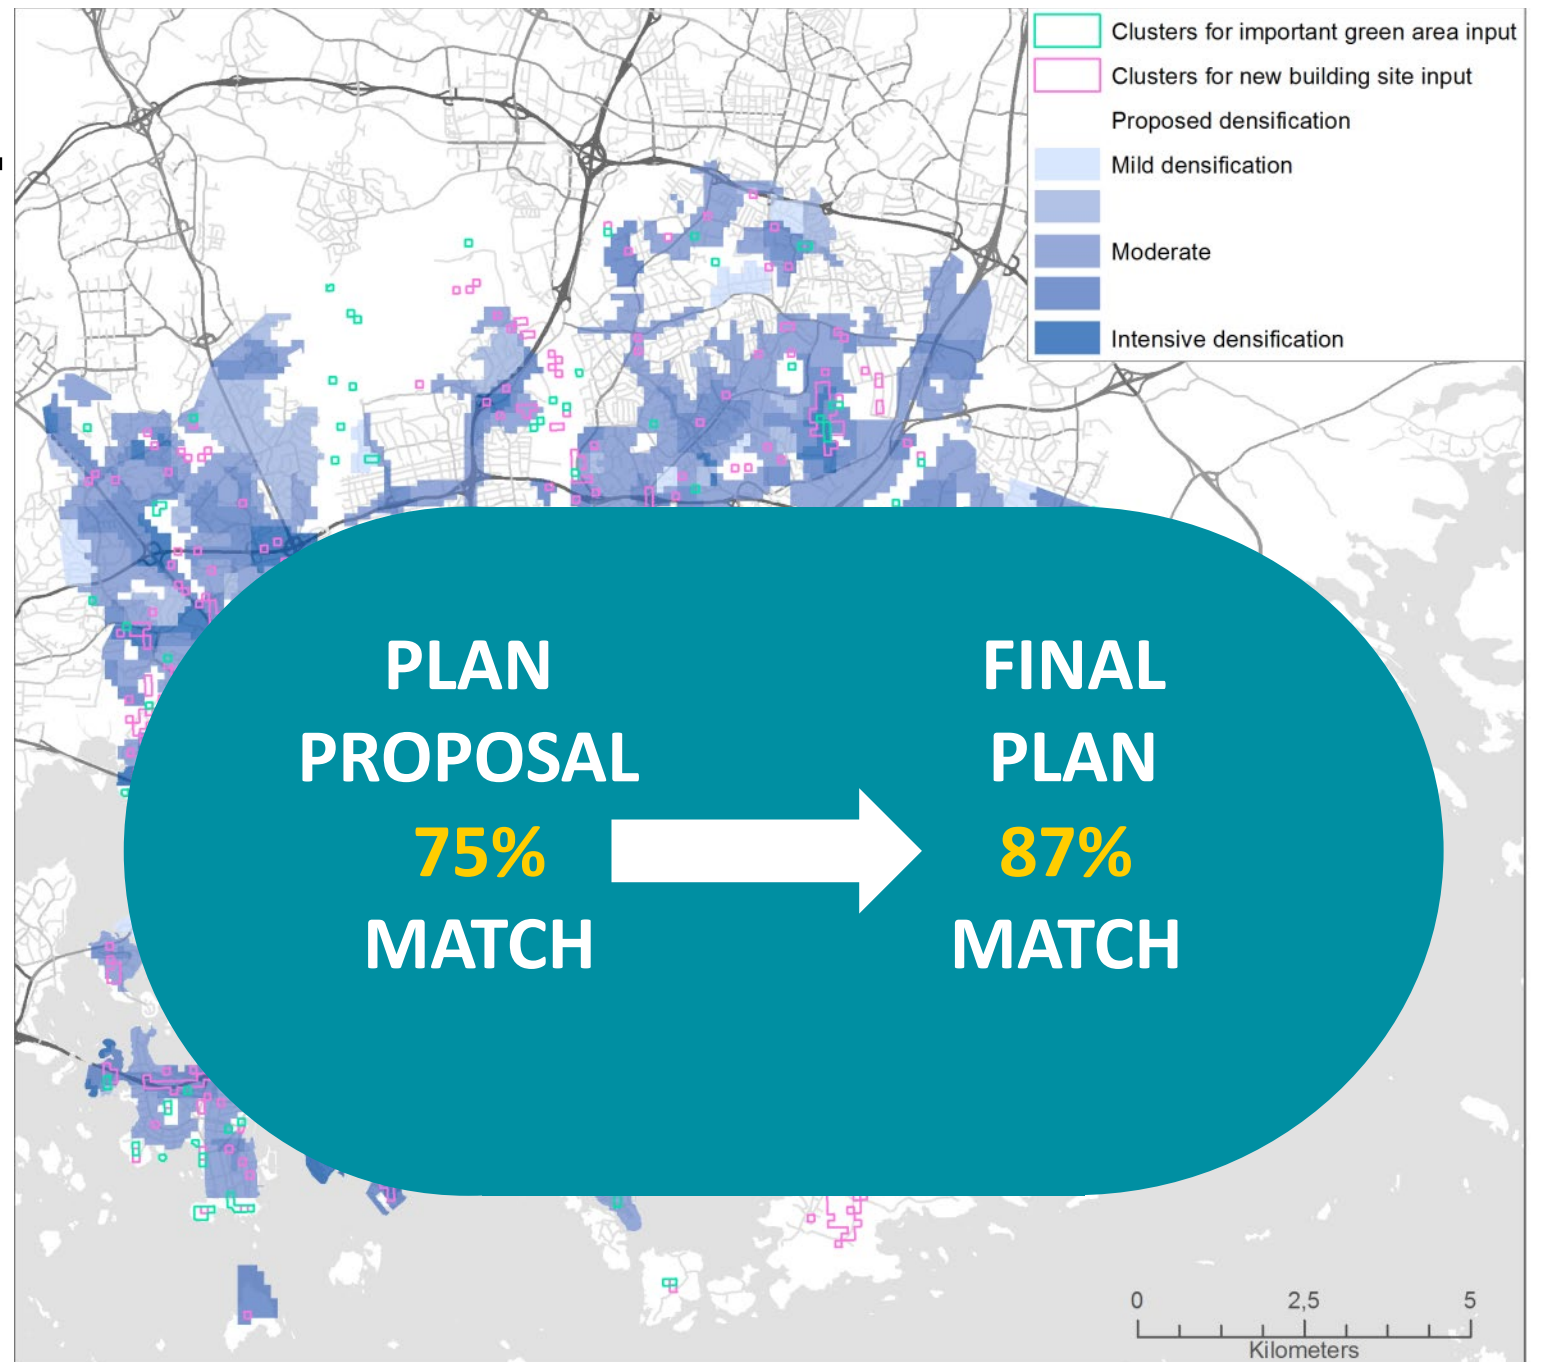 Clusters for important green area input
Clusters for new building site input
Proposed densification
Mild densification
Moderate
Intensive densification
PLAN
PROPOSAL
75%
MATCH
FINAL
PLAN
87%
MATCH
0 2,5 5
Kilometers